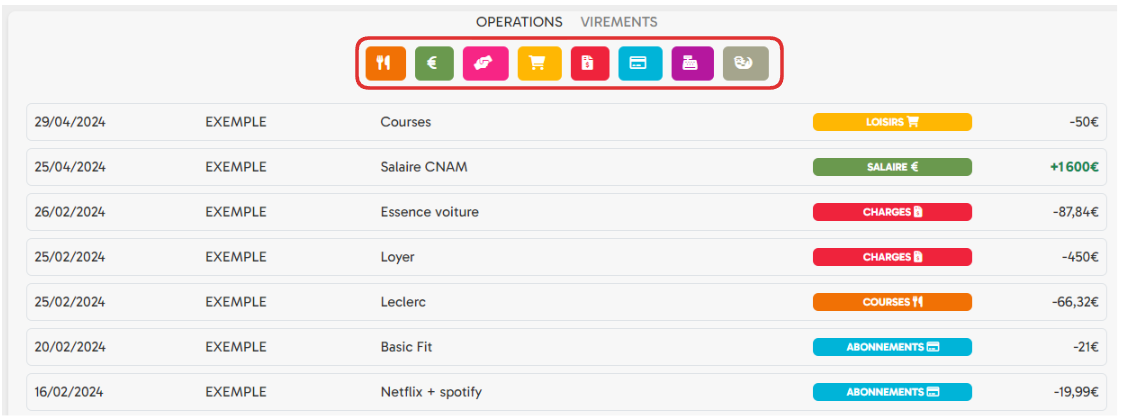 OPERATIONS VIREMENTS
29/04/2024 EXEMPLE Courses LOISIRS -50€
25/04/2024 EXEMPLE Salaire CNAM SALAIRE € +1 600€
26/02/2024 EXEMPLE Essence voiture CHARGES -87,84€
25/02/2024 EXEMPLE Loyer CHARGES -450€
25/02/2024 EXEMPLE Leclerc COURSES -66,32€
20/02/2024 EXEMPLE Basic Fit ABONNEMENTS -21€
16/02/2024 EXEMPLE Netflix + spotify ABONNEMENTS -19,99€